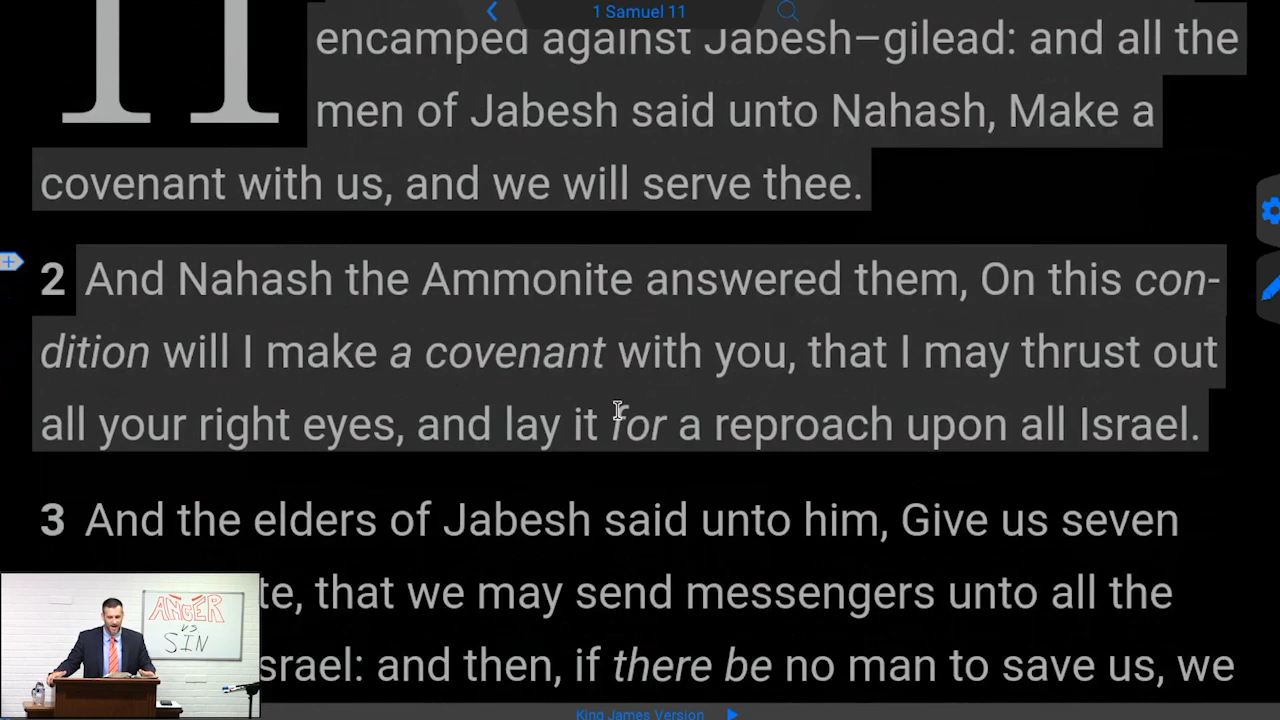 1 Samuel 11
11
encamped against Jabesh–gilead: and all the
men of Jabesh said unto Nahash, Make a
covenant with us, and we will serve thee.
2 And Nahash the Ammonite answered them, On this con-
dition will I make a covenant with you, that I may thrust out
all your right eyes, and lay it for a reproach upon all Israel.
3 And the elders of Jabesh said unto him, Give us seven
te, that we may send messengers unto all the
srael: and then, if there be no man to save us, we
ANGER
vs
SIN
King James Version